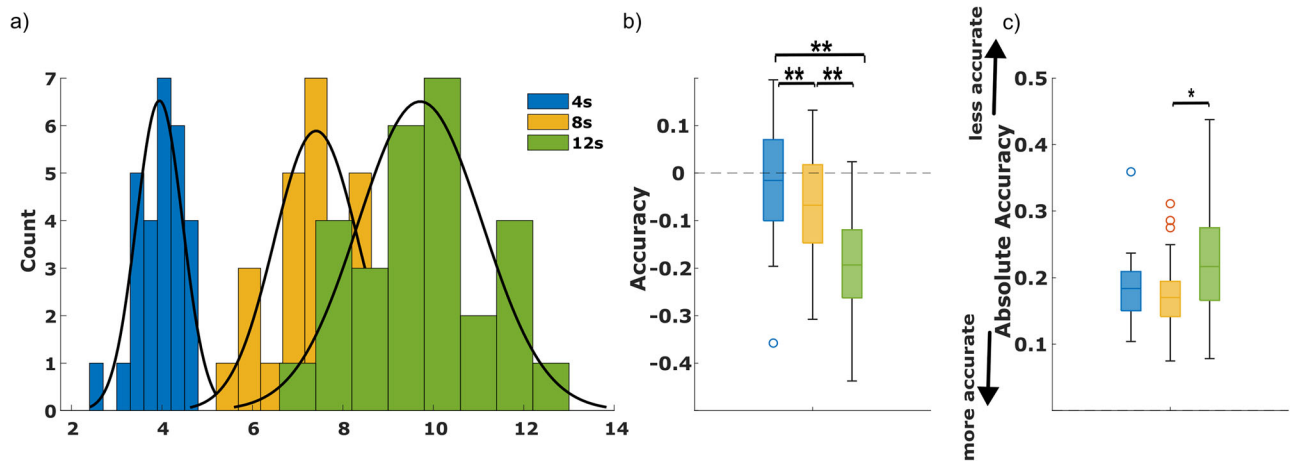 a)
7
6
5
4
3
2
1
0
Count
2
4
6
8
10
12
14
4s
8s
12s
b)
**
**
**
0.1
0
-0.1
-0.2
-0.3
-0.4
Accuracy
less accurate
more accurate
c)
*
0.5
0.4
0.3
0.2
0.1
Absolute Accuracy